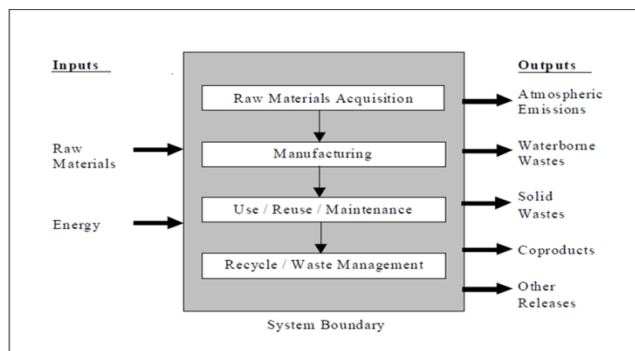 Inputs
Raw
Materials
Energy
Raw Materials Acquisition
Manufacturing
Use / Reuse / Maintenance
Recycle / Waste Management
System Boundary
Outputs
Atmospheric
Emissions
Waterborne
Wastes
Solid
Wastes
Coproducts
Other
Releases